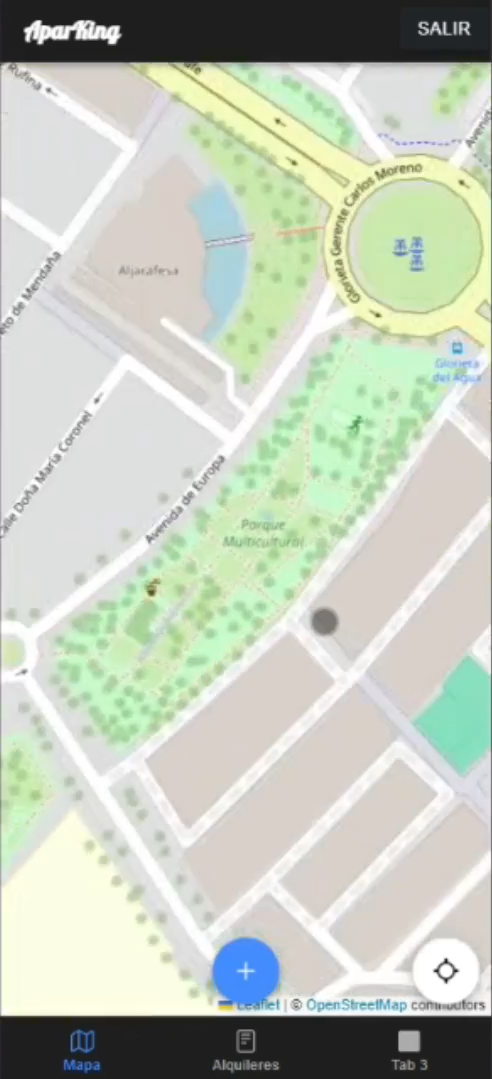 AparKing
SALIR
Rufina
Glorieta Gerente Carlos Moreno
Aljarafesa
Glorieta
del Agua
Calle Doña María Coronel
Avenida de Europa
Parque
Multicultural
Leaflet | © OpenStreetMap contributors
Mapa
Alquileres
Tab 3